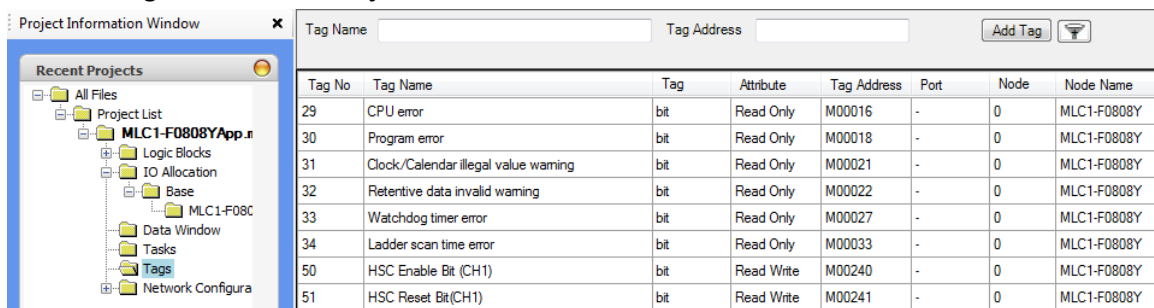 Project Information Window
Tag Name
Tag Address
Add Tag
Recent Projects
All Files
Project List
MLC1-F0808YApp.m
Logic Blocks
IO Allocation
Base
MLC1-F080
Data Window
Tasks
Tags
Network Configura
Tag No Tag Name Tag Attribute Tag Address Port Node Node Name
29 CPU error bit Read Only M00016 - 0 MLC1-F0808Y
30 Program error bit Read Only M00018 - 0 MLC1-F0808Y
31 Clock/Calendar illegal value warning bit Read Only M00021 - 0 MLC1-F0808Y
32 Retentive data invalid warning bit Read Only M00022 - 0 MLC1-F0808Y
33 Watchdog timer error bit Read Only M00027 - 0 MLC1-F0808Y
34 Ladder scan time error bit Read Only M00033 - 0 MLC1-F0808Y
50 HSC Enable Bit (CH1) bit Read Write M00240 - 0 MLC1-F0808Y
51 HSC Reset Bit(CH1) bit Read Write M00241 - 0 MLC1-F0808Y